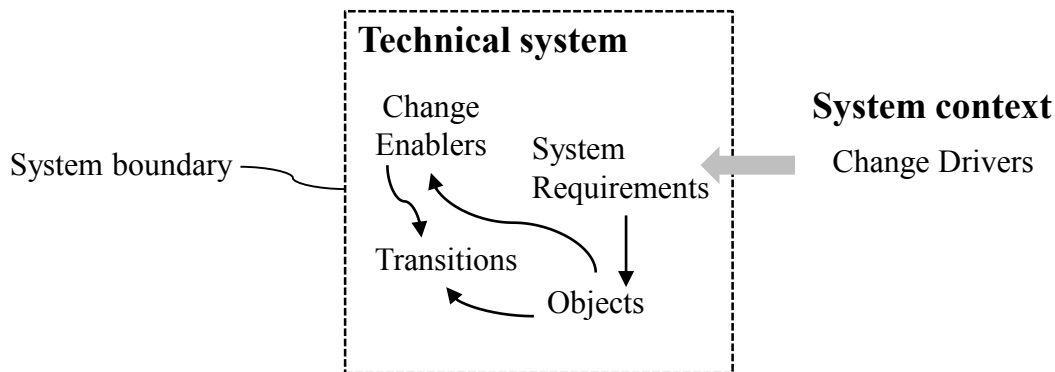 Technical system
Change
Enablers
System
Requirements
Transitions
Objects
System boundary
System context
Change Drivers